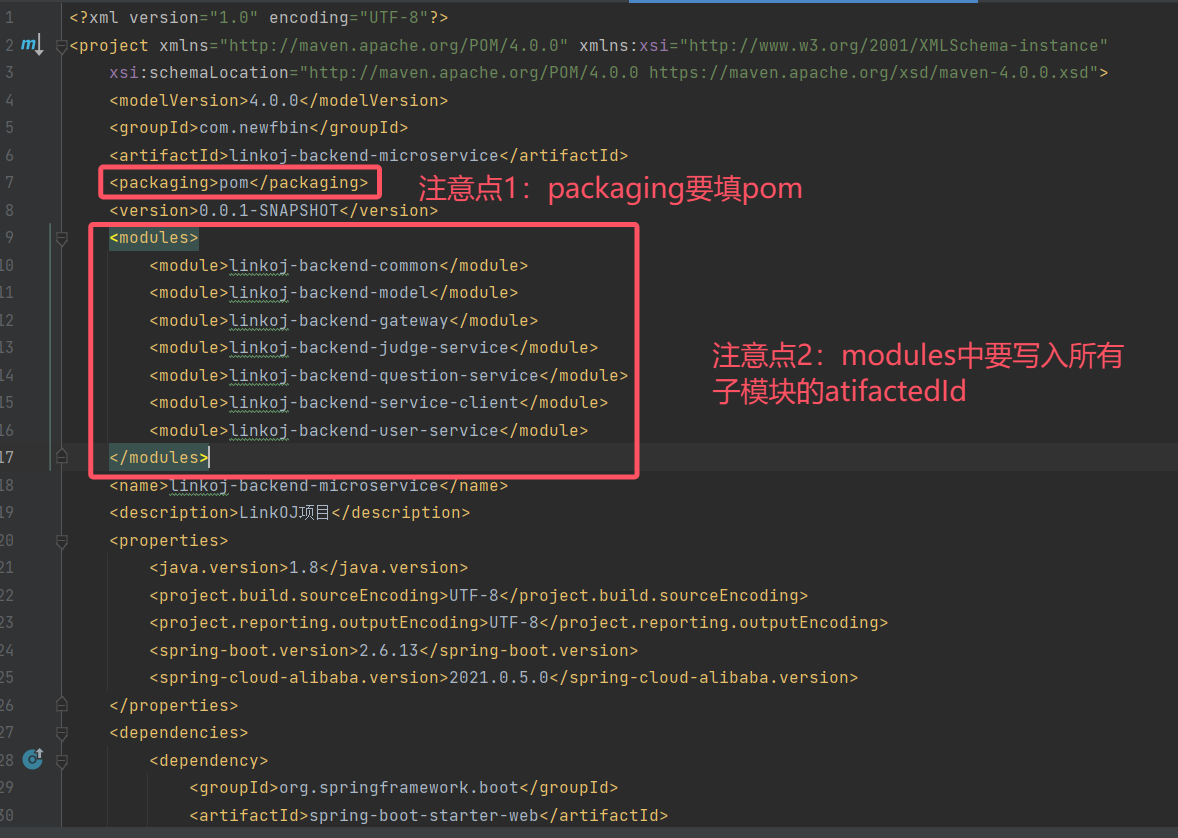 1 <?xml version="1.0" encoding="UTF-8"?>
2 <project xmlns="http://maven.apache.org/POM/4.0.0" xmlns:xsi="http://www.w3.org/2001/XMLSchema-instance"
3 xsi:schemaLocation="http://maven.apache.org/POM/4.0.0 https://maven.apache.org/xsd/maven-4.0.0.xsd">
4 <modelVersion>4.0.0</modelVersion>
5 <groupId>com.newfbin</groupId>
6 <artifactId>linkoj-backend-microservice</artifactId>
7 <packaging>pom</packaging>
注意点1：packaging要填pom
8 <version>0.0.1-SNAPSHOT</version>
9 <modules>
10 <module>linkoj-backend-common</module>
11 <module>linkoj-backend-model</module>
12 <module>linkoj-backend-gateway</module>
13 <module>linkoj-backend-judge-service</module>
14 <module>linkoj-backend-question-service</module>
15 <module>linkoj-backend-service-client</module>
16 <module>linkoj-backend-user-service</module>
17 </modules>
注意点2：modules中要写入所有
子模块的atifactedId
18 <name>linkoj-backend-microservice</name>
19 <description>LinkOJ项目</description>
20 <properties>
21 <java.version>1.8</java.version>
22 <project.build.sourceEncoding>UTF-8</project.build.sourceEncoding>
23 <project.reporting.outputEncoding>UTF-8</project.reporting.outputEncoding>
24 <spring-boot.version>2.6.13</spring-boot.version>
25 <spring-cloud-alibaba.version>2021.0.5.0</spring-cloud-alibaba.version>
26 </properties>
27 <dependencies>
28 <dependency>
29 <groupId>org.springframework.boot</groupId>
30 <artifactId>spring-boot-starter-web</artifactId>